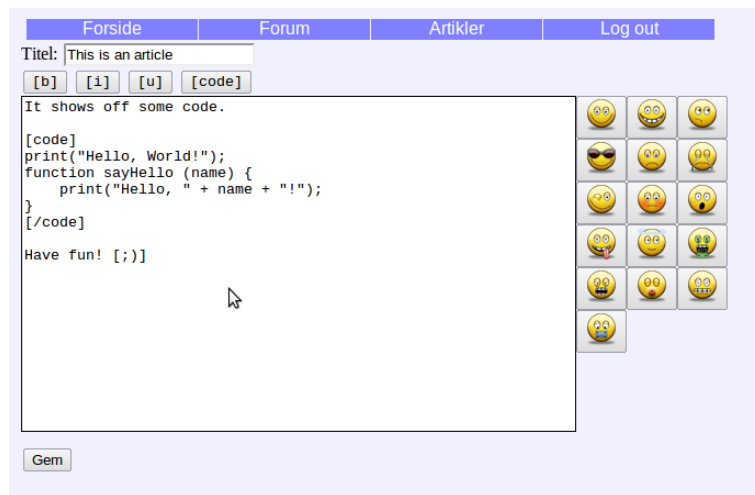 Forside Forum Artikler Log out
Titel: This is an article
[b] [i] [u] [code]
It shows off some code.
[code]
print("Hello, World!");
function sayHello (name) {
    print("Hello, " + name + "!");
}
[/code]
Have fun! [;)]
Gem